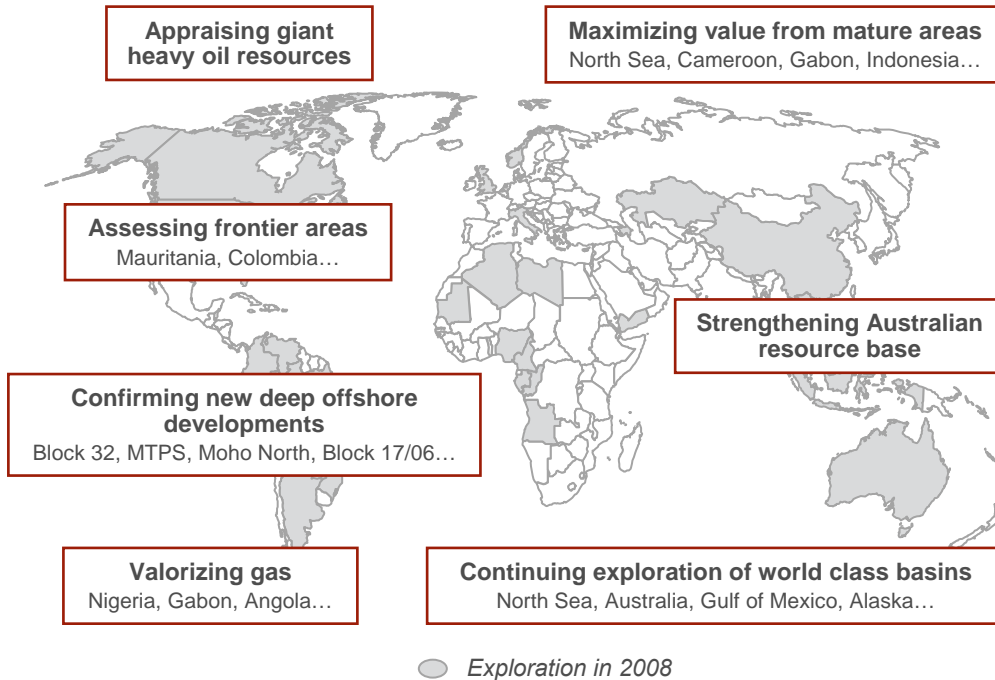 Appraising giant
heavy oil resources
Maximizing value from mature areas
North Sea, Cameroon, Gabon, Indonesia…
Assessing frontier areas
Mauritania, Colombia…
Strengthening Australian
resource base
Confirming new deep offshore
developments
Block 32, MTPS, Moho North, Block 17/06…
Valorizing gas
Nigeria, Gabon, Angola…
Continuing exploration of world class basins
North Sea, Australia, Gulf of Mexico, Alaska…
Exploration in 2008